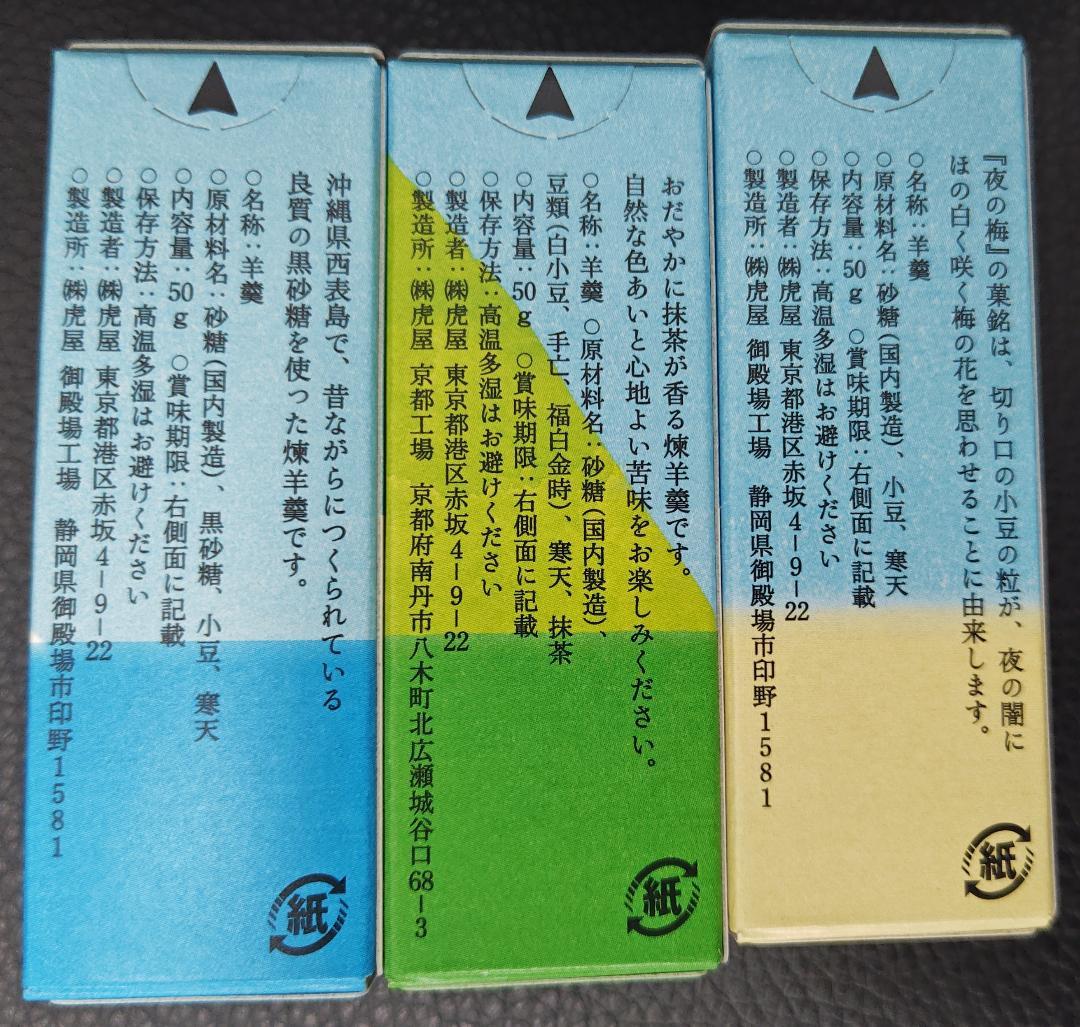 沖縄県西表島で、昔ながらにつくられている
良質の黒砂糖を使った煉羊羹です。
○名称:羊羹
○原材料名:砂糖(国内製造)、黒砂糖、小豆、寒天
○内容量:50g ○賞味期限:右側面に記載
○保存方法:高温多湿はお避けください
○製造者:㈱虎屋 東京都港区赤坂4-9-22
○製造所:㈱虎屋 御殿場工場 静岡県御殿場市印野1581
紙
おだやかに抹茶が香る煉羊羹です。
自然な色あいと心地よい苦味をお楽しみください。
○名称:羊羹 ○原材料名:砂糖(国内製造)、
豆類(白小豆、手亡、福白金時)、寒天、抹茶
○内容量:50g ○賞味期限:右側面に記載
○保存方法:高温多湿はお避けください
○製造者:㈱虎屋 東京都港区赤坂4-9-22
○製造所:㈱虎屋 京都工場 京都府南丹市八木町北広瀬城谷口68-3
紙
『夜の梅』の菓銘は、切り口の小豆の粒が、夜の闇に
ほの白く咲く梅の花を思わせることに由来します。
○名称:羊羹
○原材料名:砂糖(国内製造)、小豆、寒天
○内容量:50g ○賞味期限:右側面に記載
○保存方法:高温多湿はお避けください
○製造者:㈱虎屋 東京都港区赤坂4-9-22
○製造所:㈱虎屋 御殿場工場 静岡県御殿場市印野1581
紙